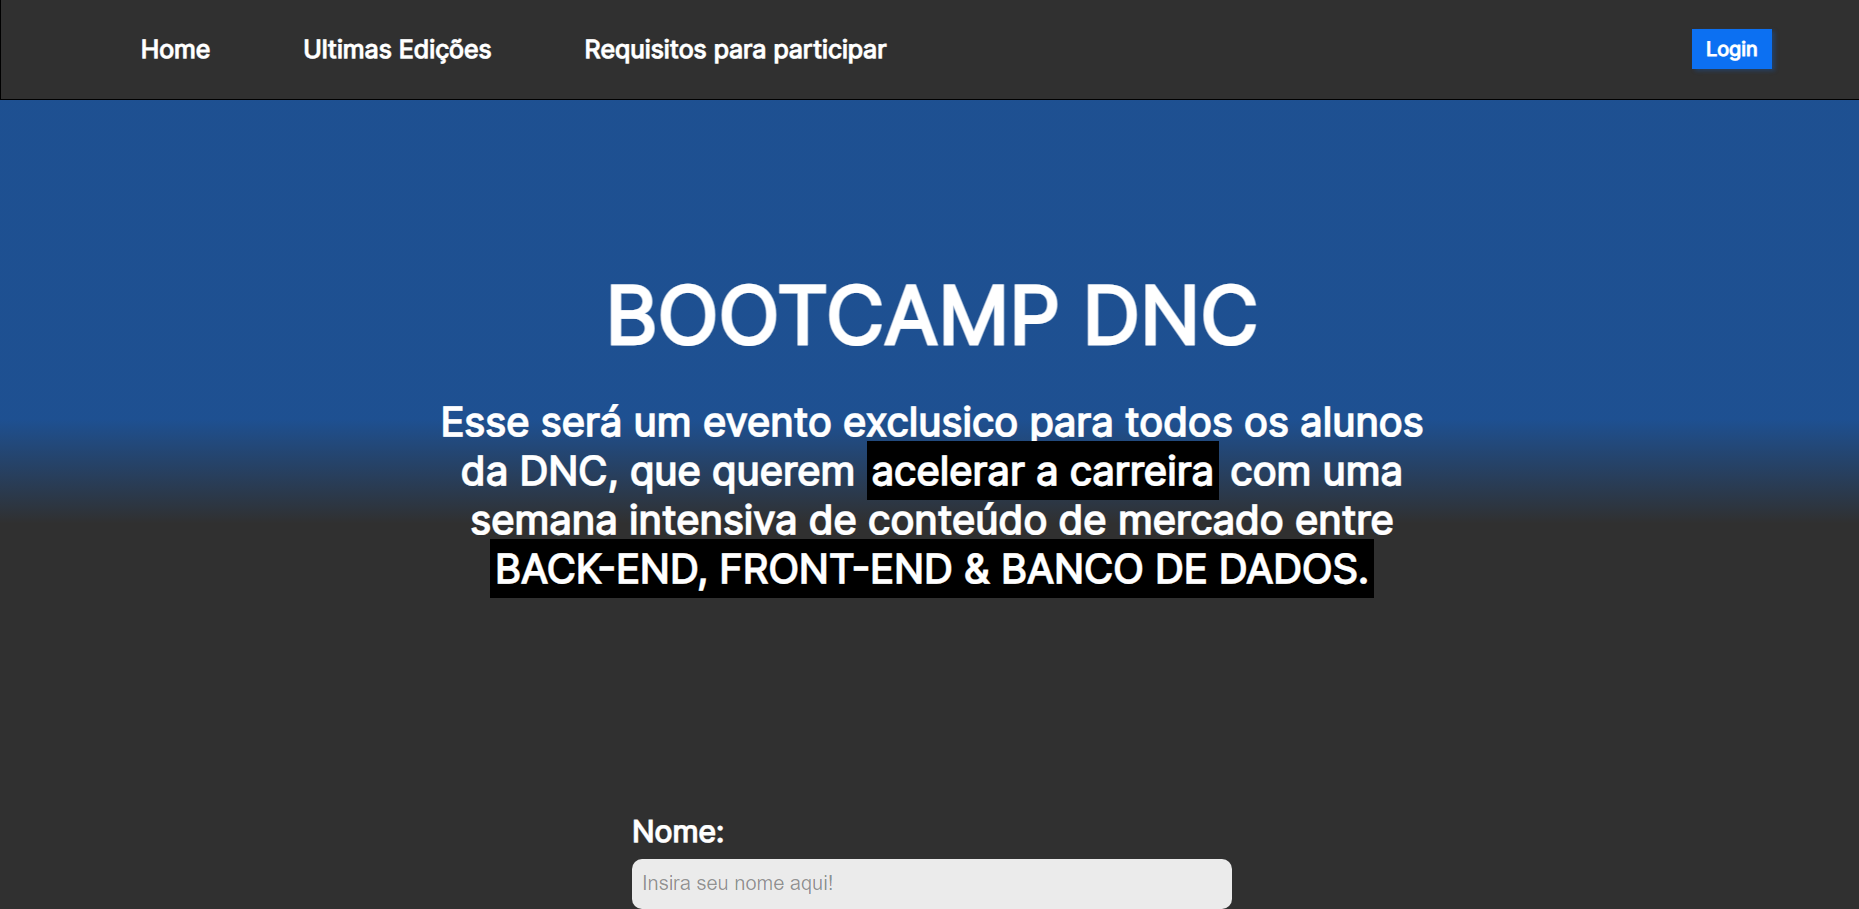 Home
Ultimas Edições
Requisitos para participar
Login
BOOTCAMP DNC
Esse será um evento exclusico para todos os alunos
da DNC, que querem acelerar a carreira com uma
semana intensiva de conteúdo de mercado entre
BACK-END, FRONT-END & BANCO DE DADOS.
Nome:
Insira seu nome aqui!